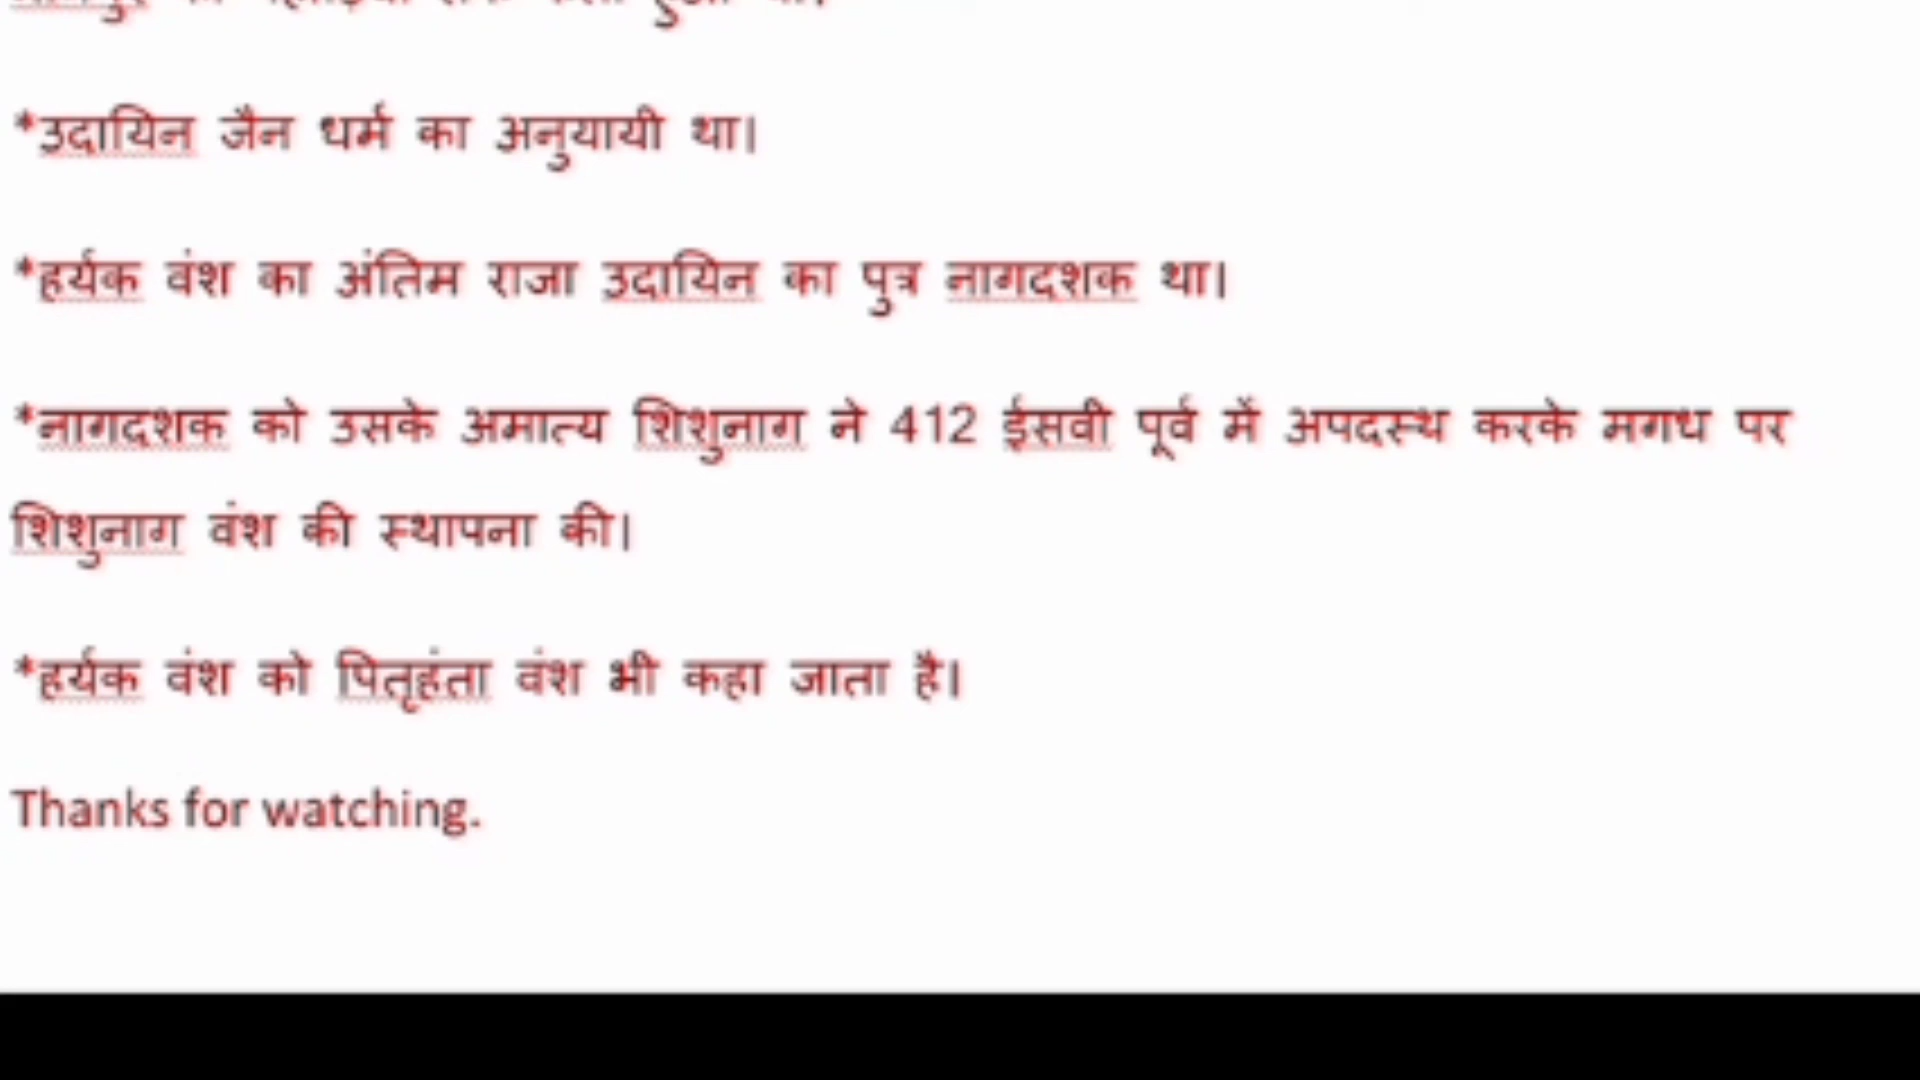 *उदायिन जैन धर्म का अनुयायी था।
*हर्यक वंश का अंतिम राजा उदायिन का पुत्र नागदशक था।
*नागदशक को उसके अमात्य शिशुनाग ने 412 ईसवी पूर्व में अपदस्थ करके मगध पर
शिशुनाग वंश की स्थापना की।
*हर्यक वंश को पितृहंता वंश भी कहा जाता है।
Thanks for watching.